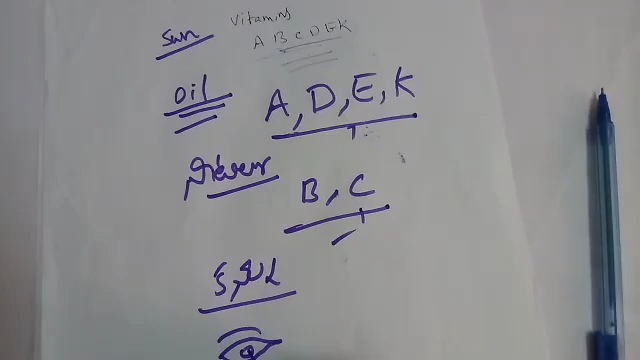 Sun
Vitamins
A B C D E K
oil
A, D, E, K
B, C